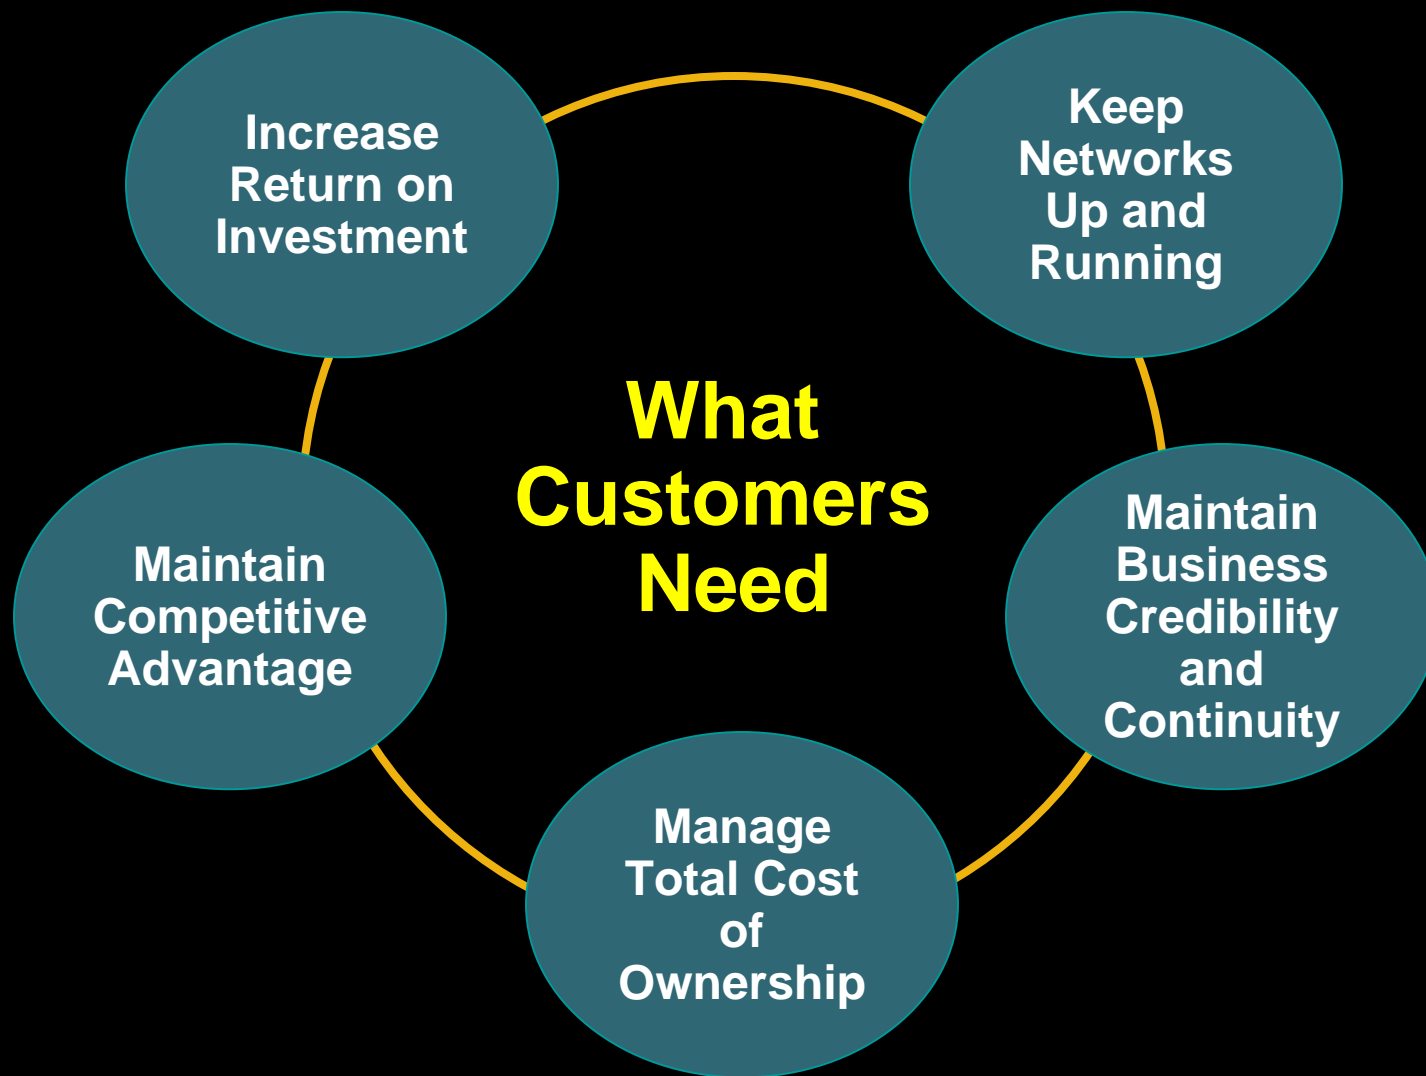 Increase
Return on
Investment
Keep
Networks
Up and
Running
What
Customers
Need
Maintain
Competitive
Advantage
Maintain
Business
Credibility
and
Continuity
Manage
Total Cost
of
Ownership